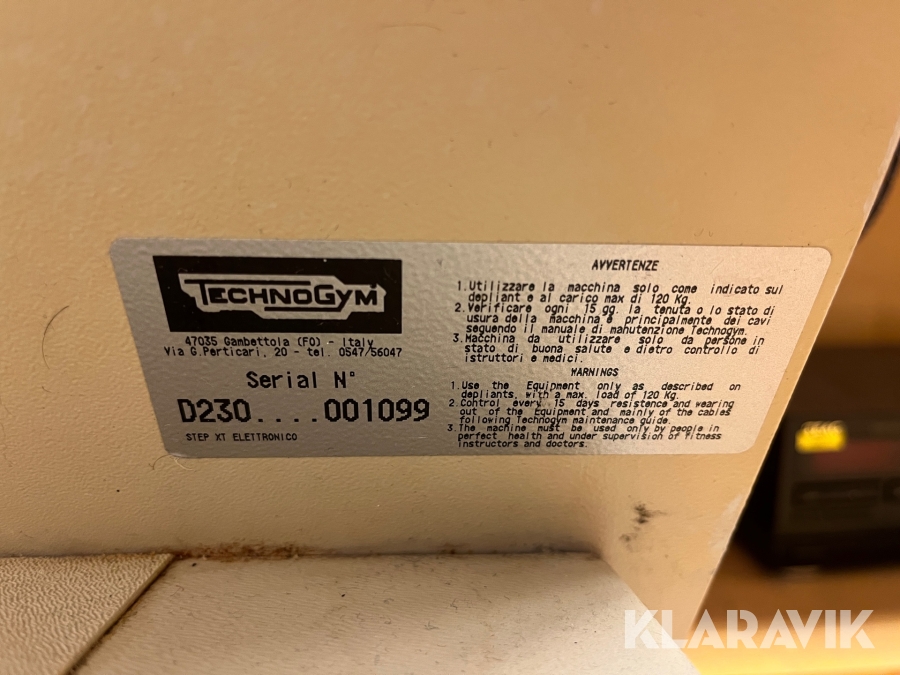 TECHNOGYM
47035 Gambettola (FO) - Italy
Via G.Perticari, 20 - tel. 0547/56047
Serial N°
D230....001099
STEP XT ELETTRONICO
AVVERTENZE
1.Utilizzare la macchina solo come indicato sul
depliant e al carico max di 120 Kg.
2.Verificare ogni 15 gg. la tenuta o lo stato di
usura della macchina e principalmente dei cavi
seguendo il manuale di manutenzione Technogym.
3.Macchina da utilizzare solo da persone in
stato di buona salute e dietro controllo di
istruttori e medici.
WARNINGS
1.Use the Equipment only as described on
depliants, with a max. load of 120 Kg.
2.Control every 15 days resistence and wearing
out of the Equipment and mainly of the cables
following Technogym maintenance guide.
3.The machine must be used only by people in
perfect health and under supervision of fitness
instructors and doctors.
KLARAVIK